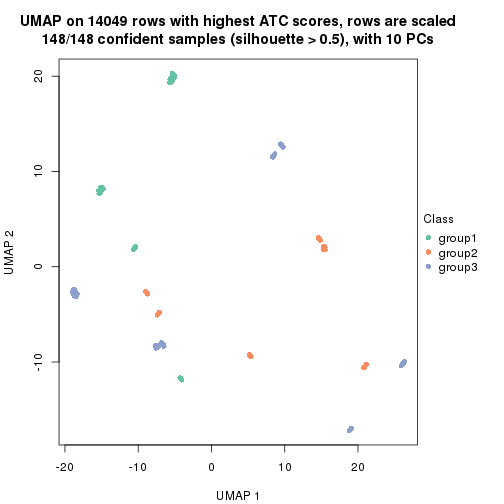 UMAP on 14049 rows with highest ATC scores, rows are scaled
148/148 confident samples (silhouette > 0.5), with 10 PCs
20
10
0
-10
UMAP 2
-20
-10
0
10
20
UMAP 1
Class
group1
group2
group3